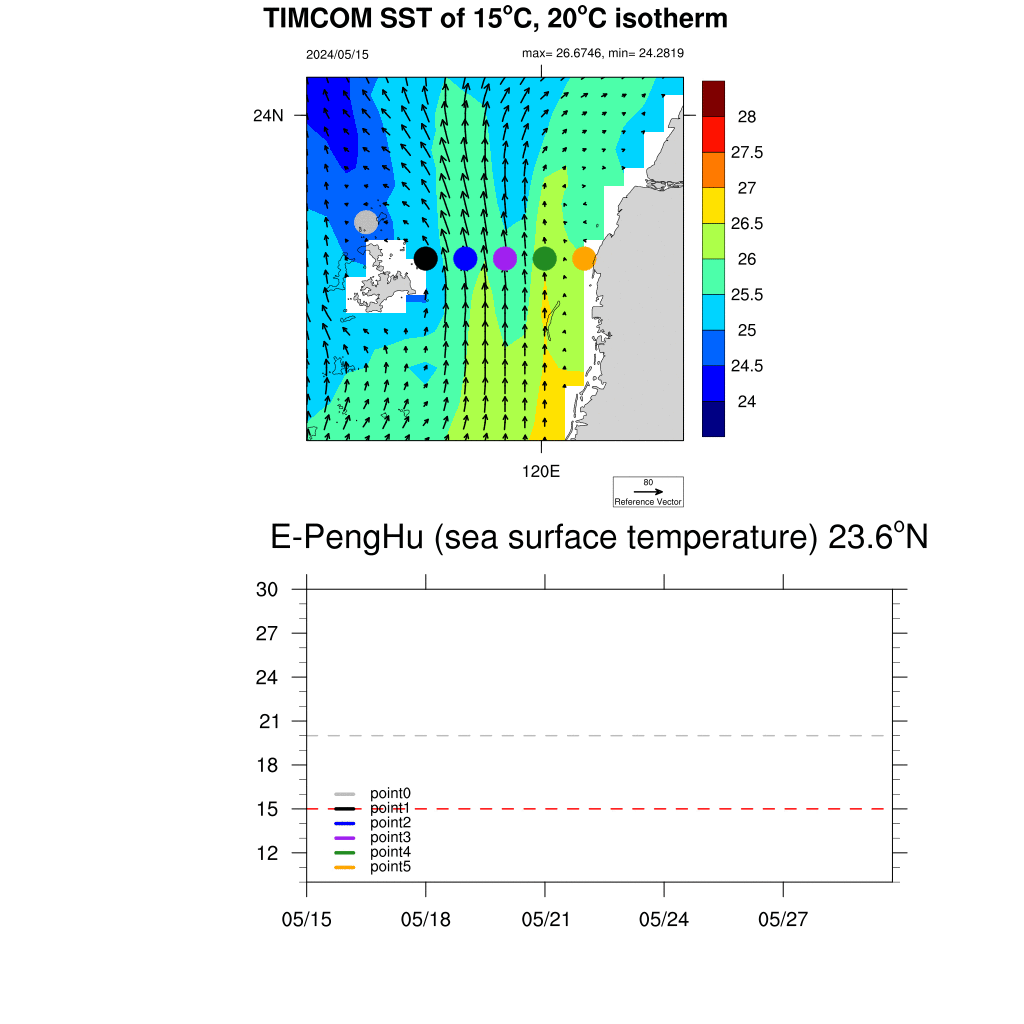 TIMCOM SST of 15°C, 20°C isotherm
2024/05/15
max= 26.6746, min= 24.2819
24N
28
27.5
27
26.5
26
25.5
25
24.5
24
120E
80
Reference Vector
E-PengHu (sea surface temperature) 23.6°N
30
27
24
21
18
15
12
point0
point1
point2
point3
point4
point5
05/15 05/18 05/21 05/24 05/27